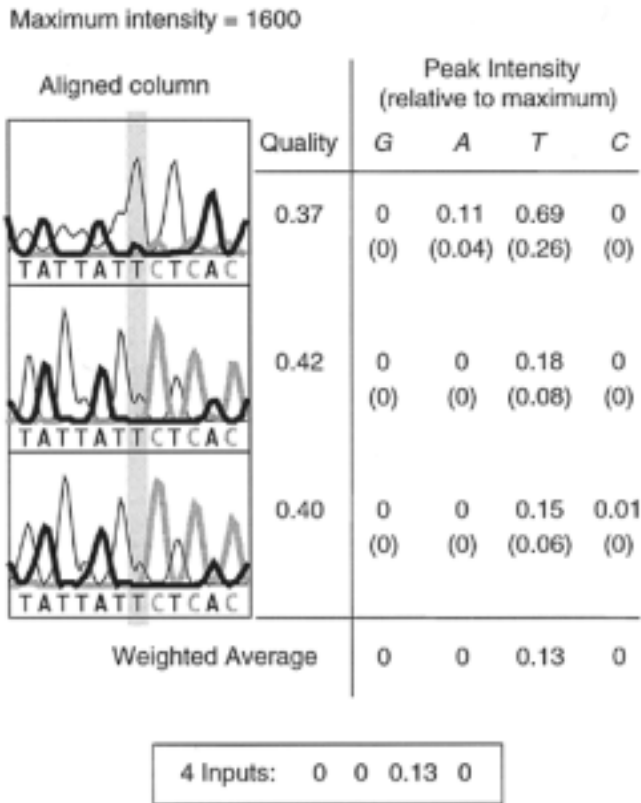 Maximum intensity = 1600
Aligned column
Peak Intensity
(relative to maximum)
Quality G A T C
0.37 0 0.11 0.69 0
(0) (0.04) (0.26) (0)
TATTATTCTCAC
0.42 0 0 0.18 0
(0) (0) (0.08) (0)
TATTATTCTCAC
0.40 0 0 0.15 0.01
(0) (0) (0.06) (0)
TATTATTCTCAC
Weighted Average 0 0 0.13 0
4 Inputs: 0 0 0.13 0